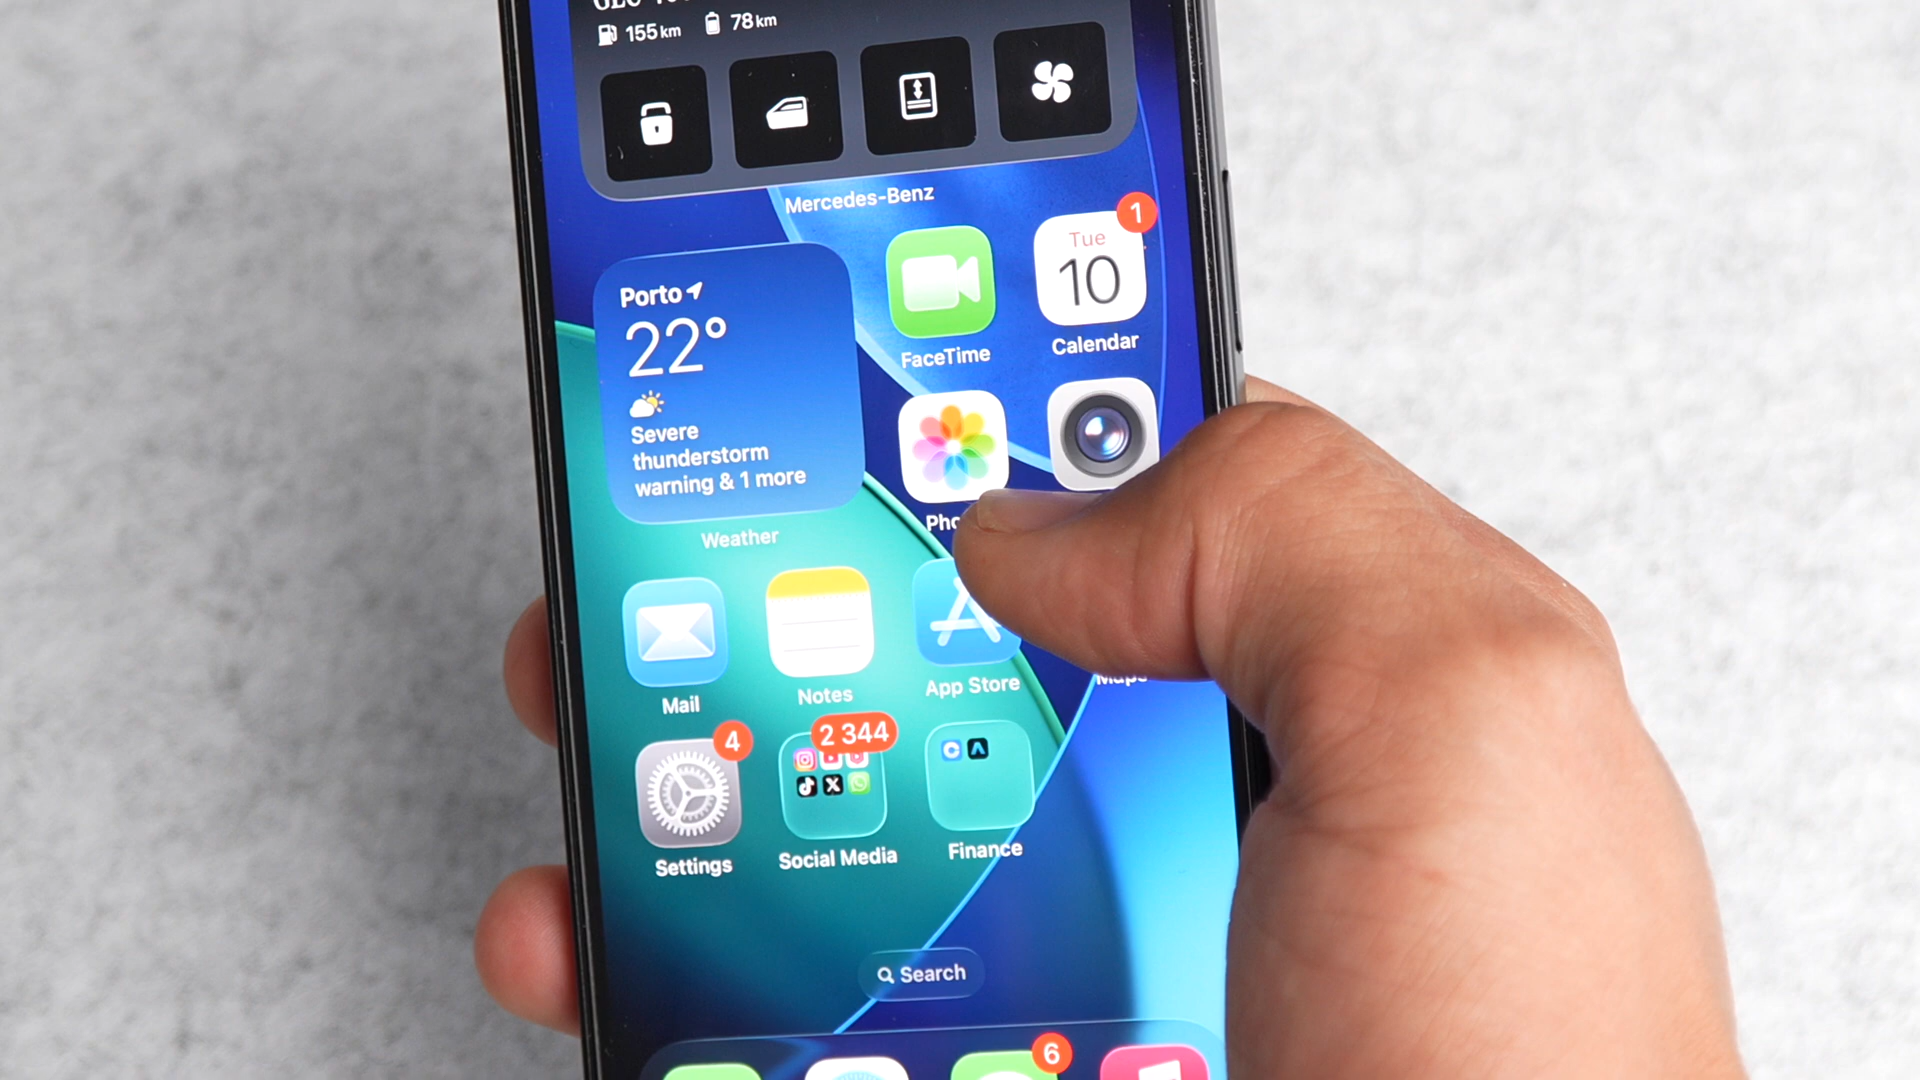 155 km 78 km
Mercedes-Benz
1
Tue
10
Porto
22°
Severe
thunderstorm
warning & 1 more
FaceTime
Calendar
Weather
Mail
Notes
App Store
Maps
4
2 344
Settings
Social Media
Finance
Search
6